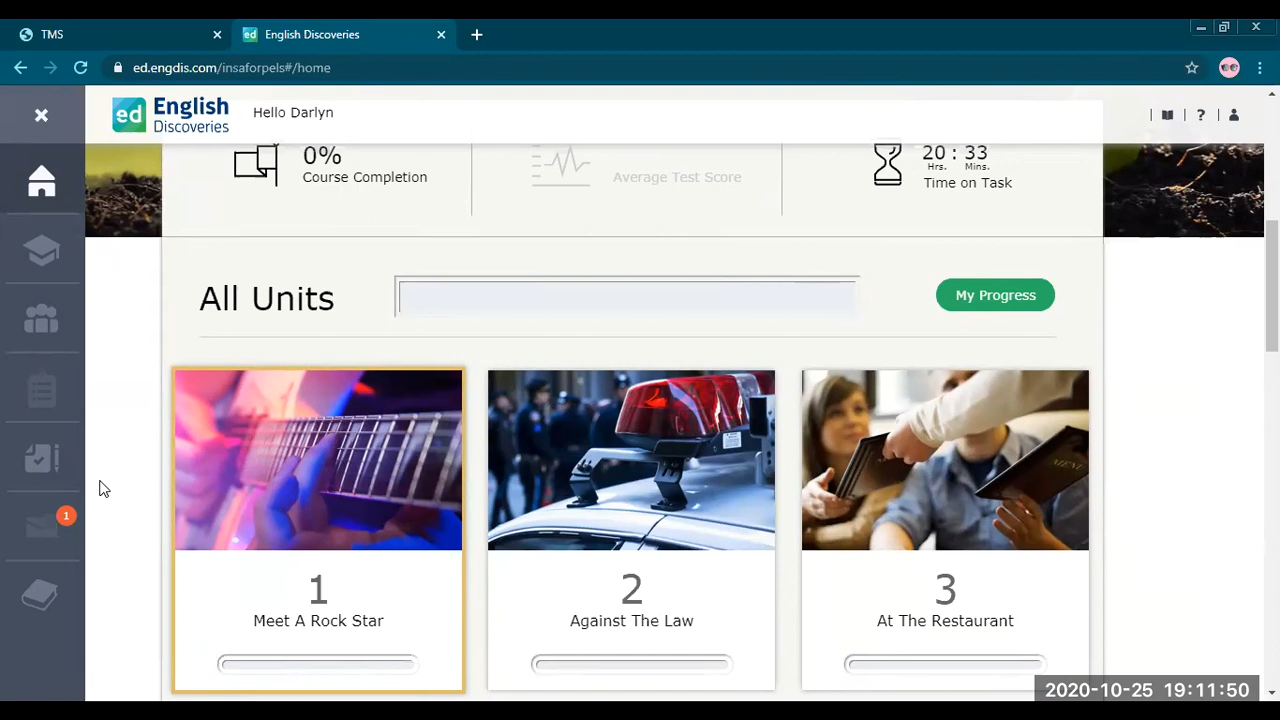 TMS
English Discoveries
ed.engdis.com/insaforpels#/home
ed English Discoveries
Hello Darlyn
?
0%
Course Completion
Average Test Score
20 : 33
Hrs. Mins.
Time on Task
All Units
My Progress
1
Meet A Rock Star
2
Against The Law
MENU
3
At The Restaurant
1
2020-10-25 19:11:50